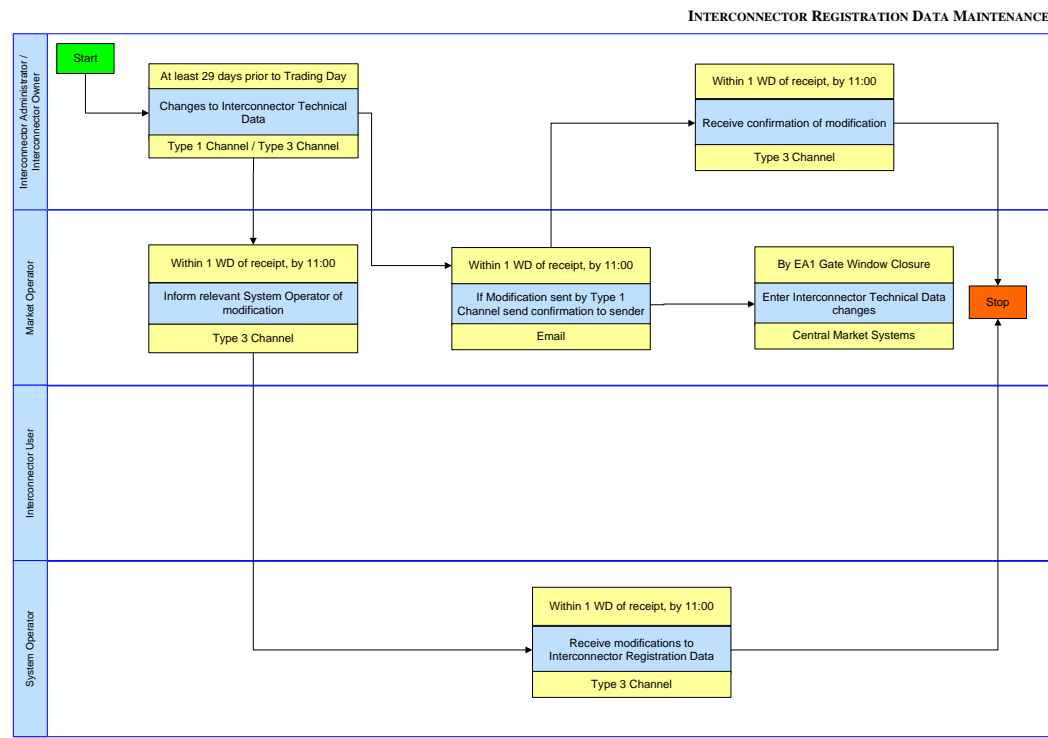 INTERCONNECTOR REGISTRATION DATA MAINTENANCE
Interconnector Administrator /
Interconnector Owner
Start
At least 29 days prior to Trading Day
Changes to Interconnector Technical
Data
Type 1 Channel / Type 3 Channel
Within 1 WD of receipt, by 11:00
Receive confirmation of modification
Type 3 Channel
Market Operator
Within 1 WD of receipt, by 11:00
Inform relevant System Operator of
modification
Type 3 Channel
Within 1 WD of receipt, by 11:00
If Modification sent by Type 1
Channel send confirmation to sender
Email
By EA1 Gate Window Closure
Enter Interconnector Technical Data
changes
Central Market Systems
Stop
Interconnector User
System Operator
Within 1 WD of receipt, by 11:00
Receive modifications to
Interconnector Registration Data
Type 3 Channel